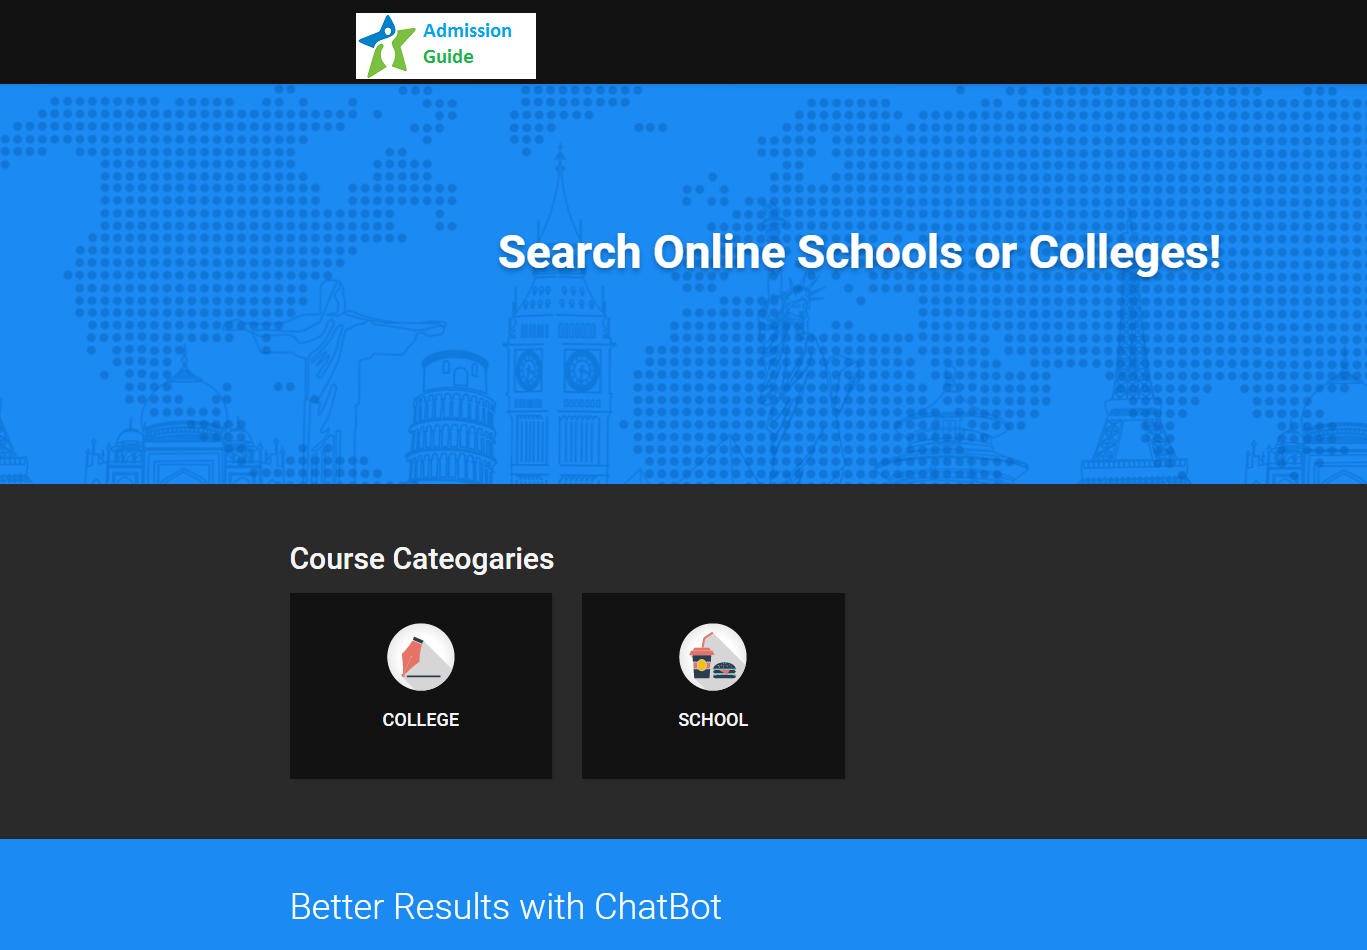 Admission
Guide
Search Online Schools or Colleges!
Course Cateogaries
COLLEGE
SCHOOL
Better Results with ChatBot